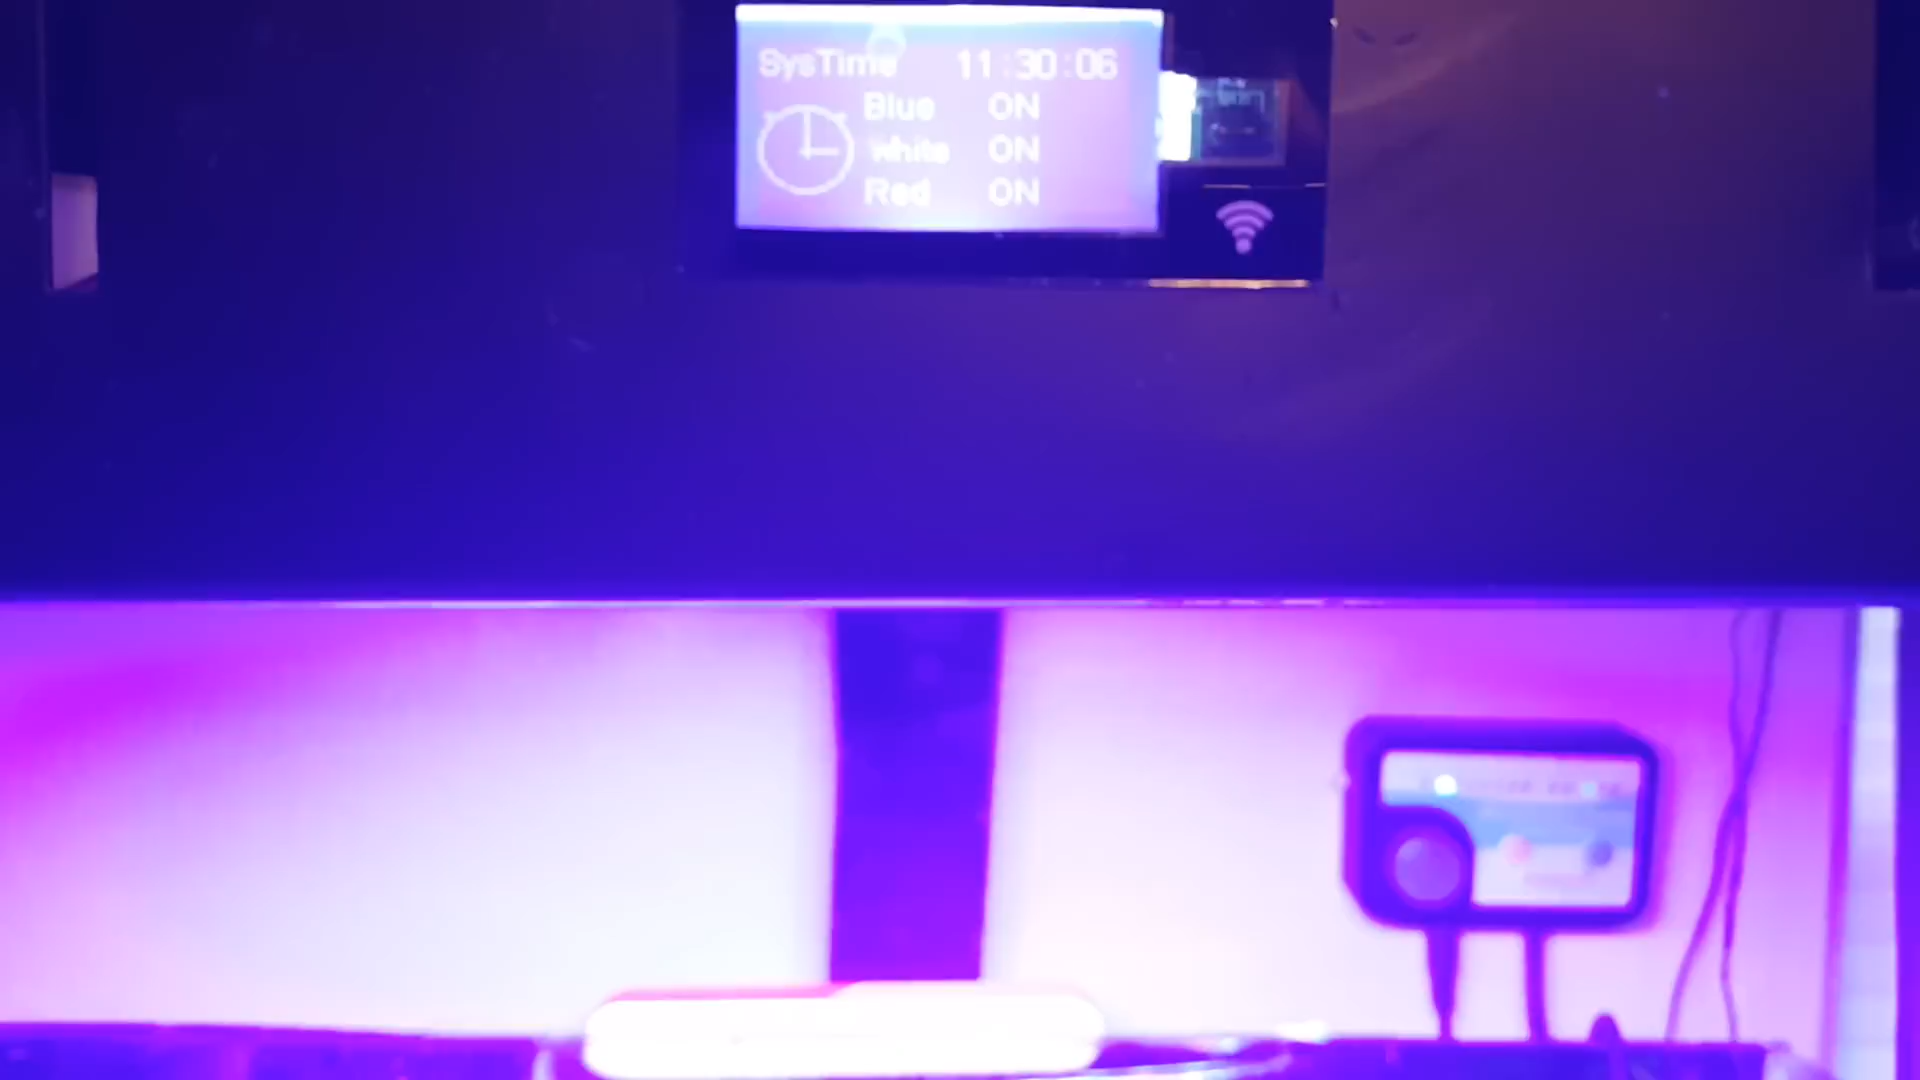 SysTime 11:30:06
Blue ON
white ON
Red ON